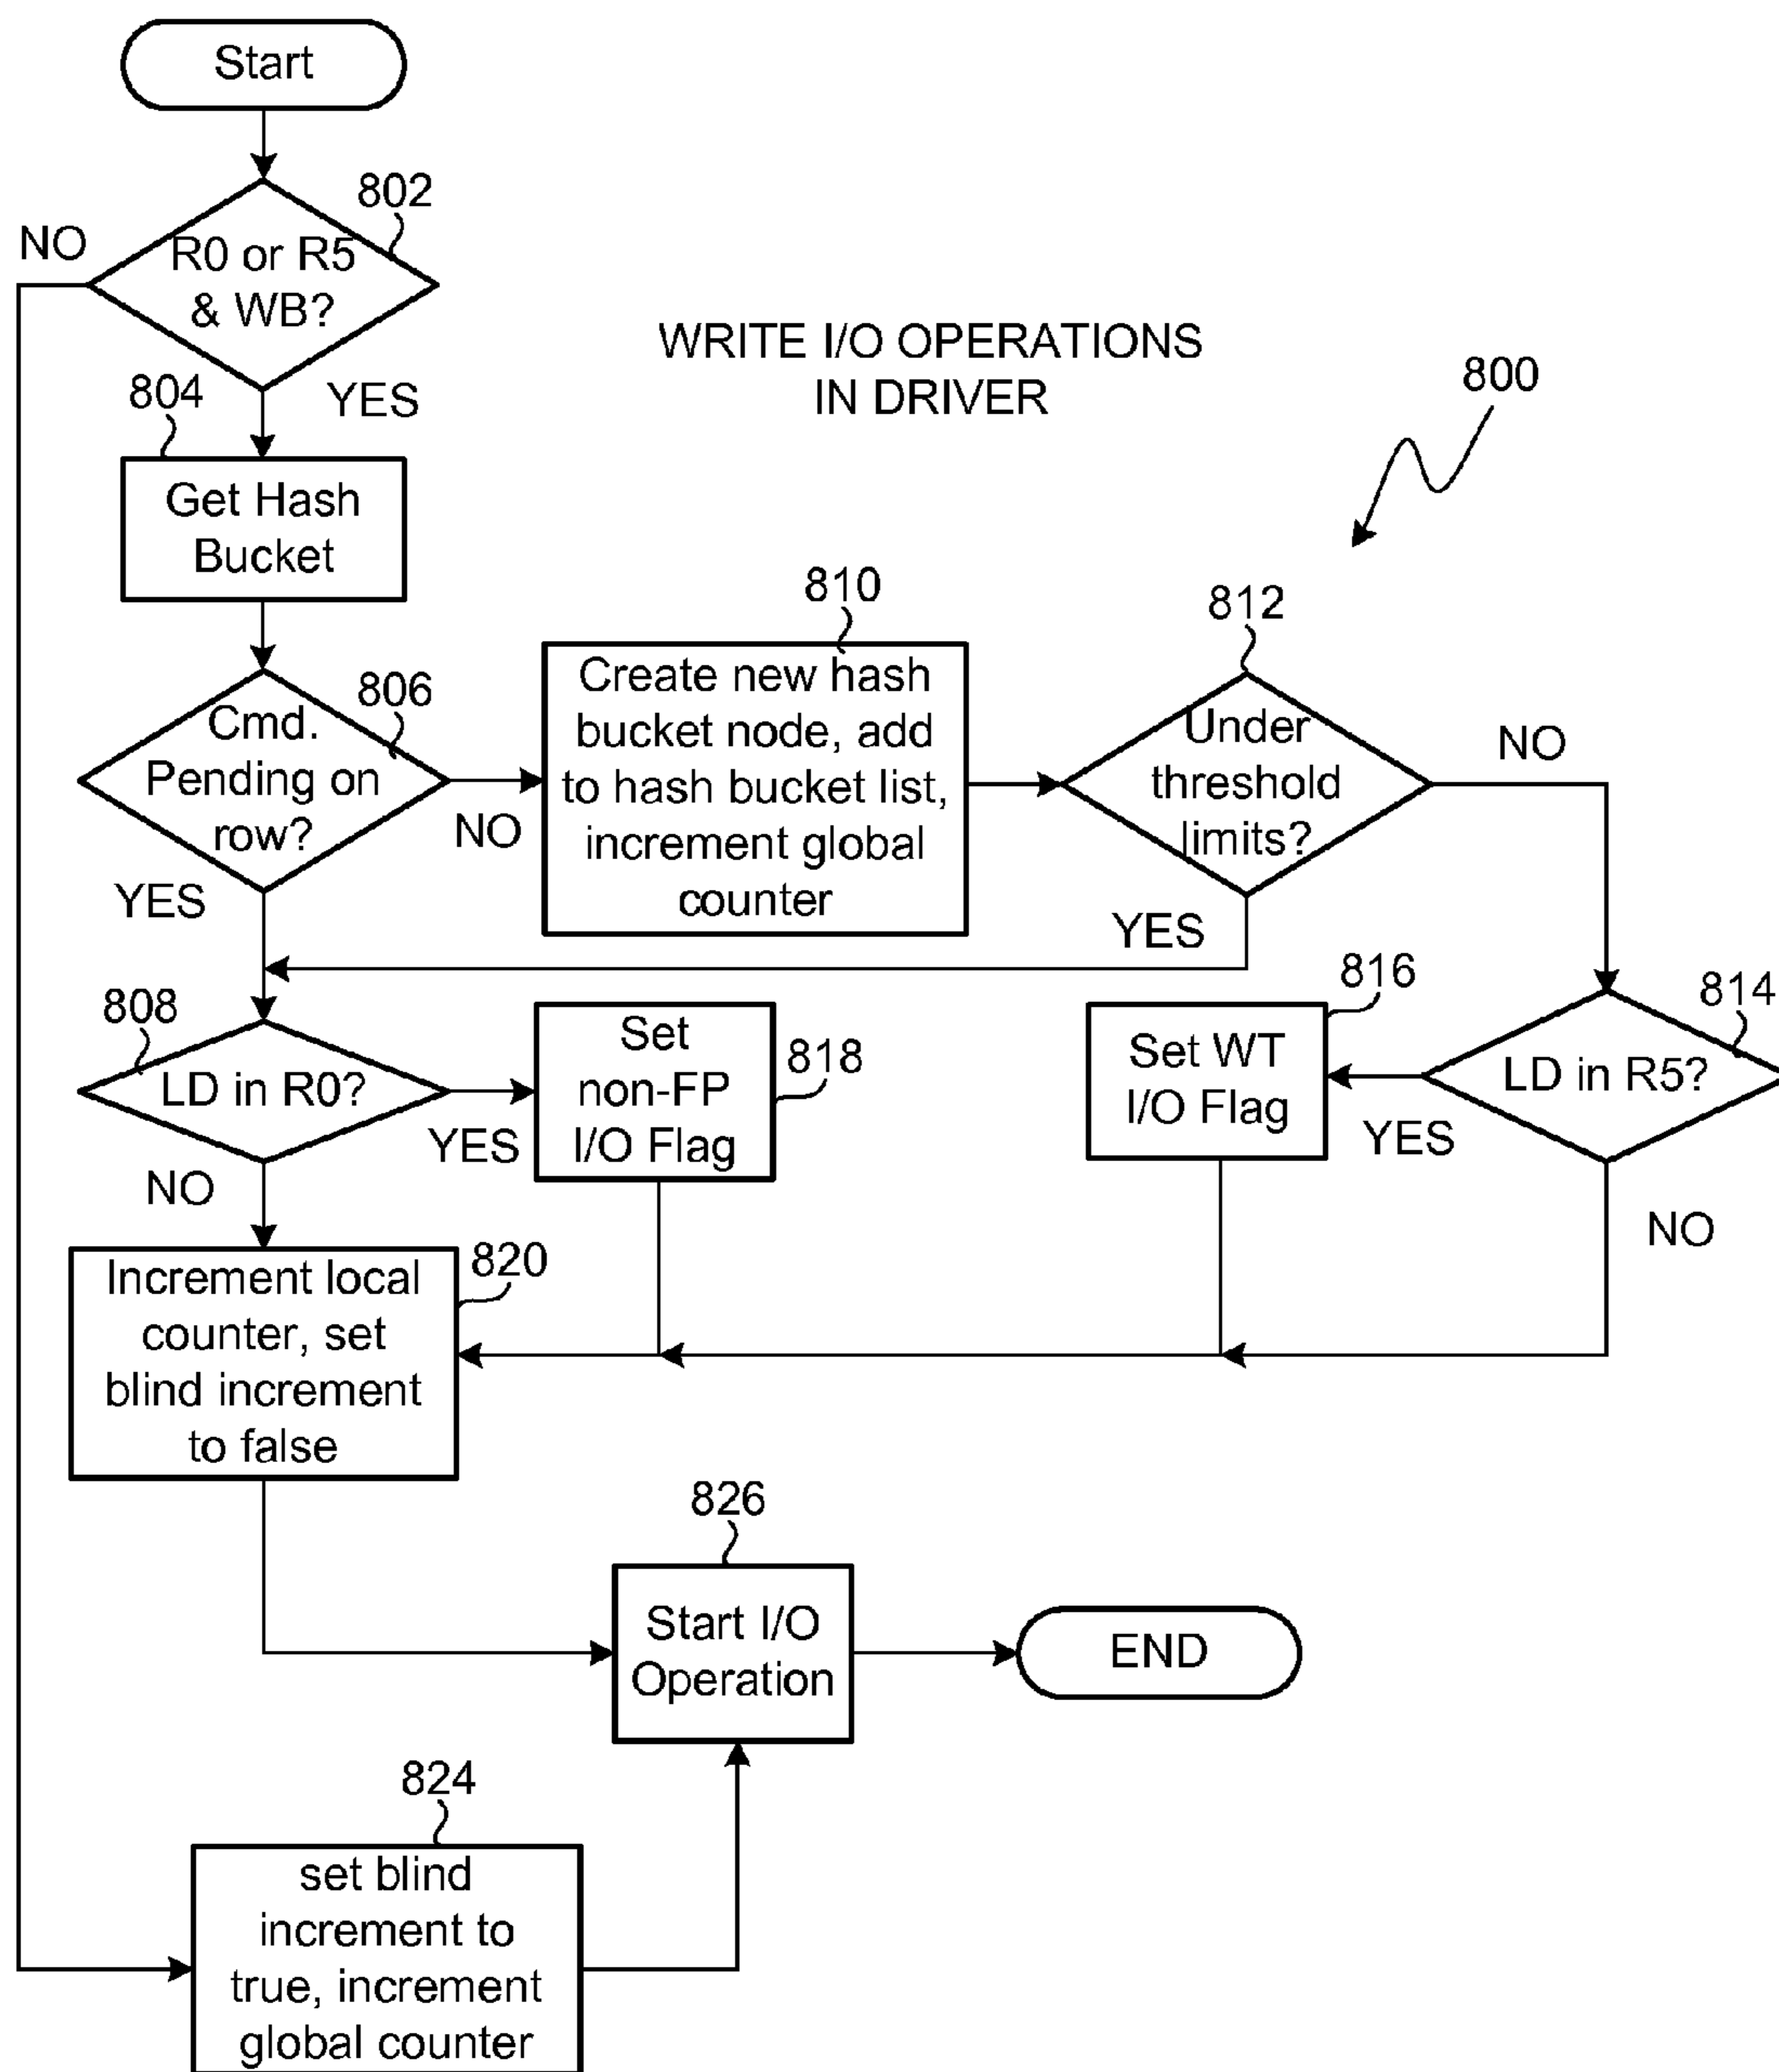 Start
802
NO
R0 or R5
& WB?
WRITE I/O OPERATIONS
IN DRIVER
800
804
YES
Get Hash
Bucket
810
812
806
Cmd.
Pending on
row?
NO
YES
Create new hash
bucket node, add
to hash bucket list,
increment global
counter
Under
threshold
limits?
NO
YES
808
LD in R0?
YES
NO
Set
non-FP
I/O Flag
818
816
Set WT
I/O Flag
814
LD in R5?
YES
NO
820
Increment local
counter, set
blind increment
to false
826
Start I/O
Operation
END
824
set blind
increment to
true, increment
global counter